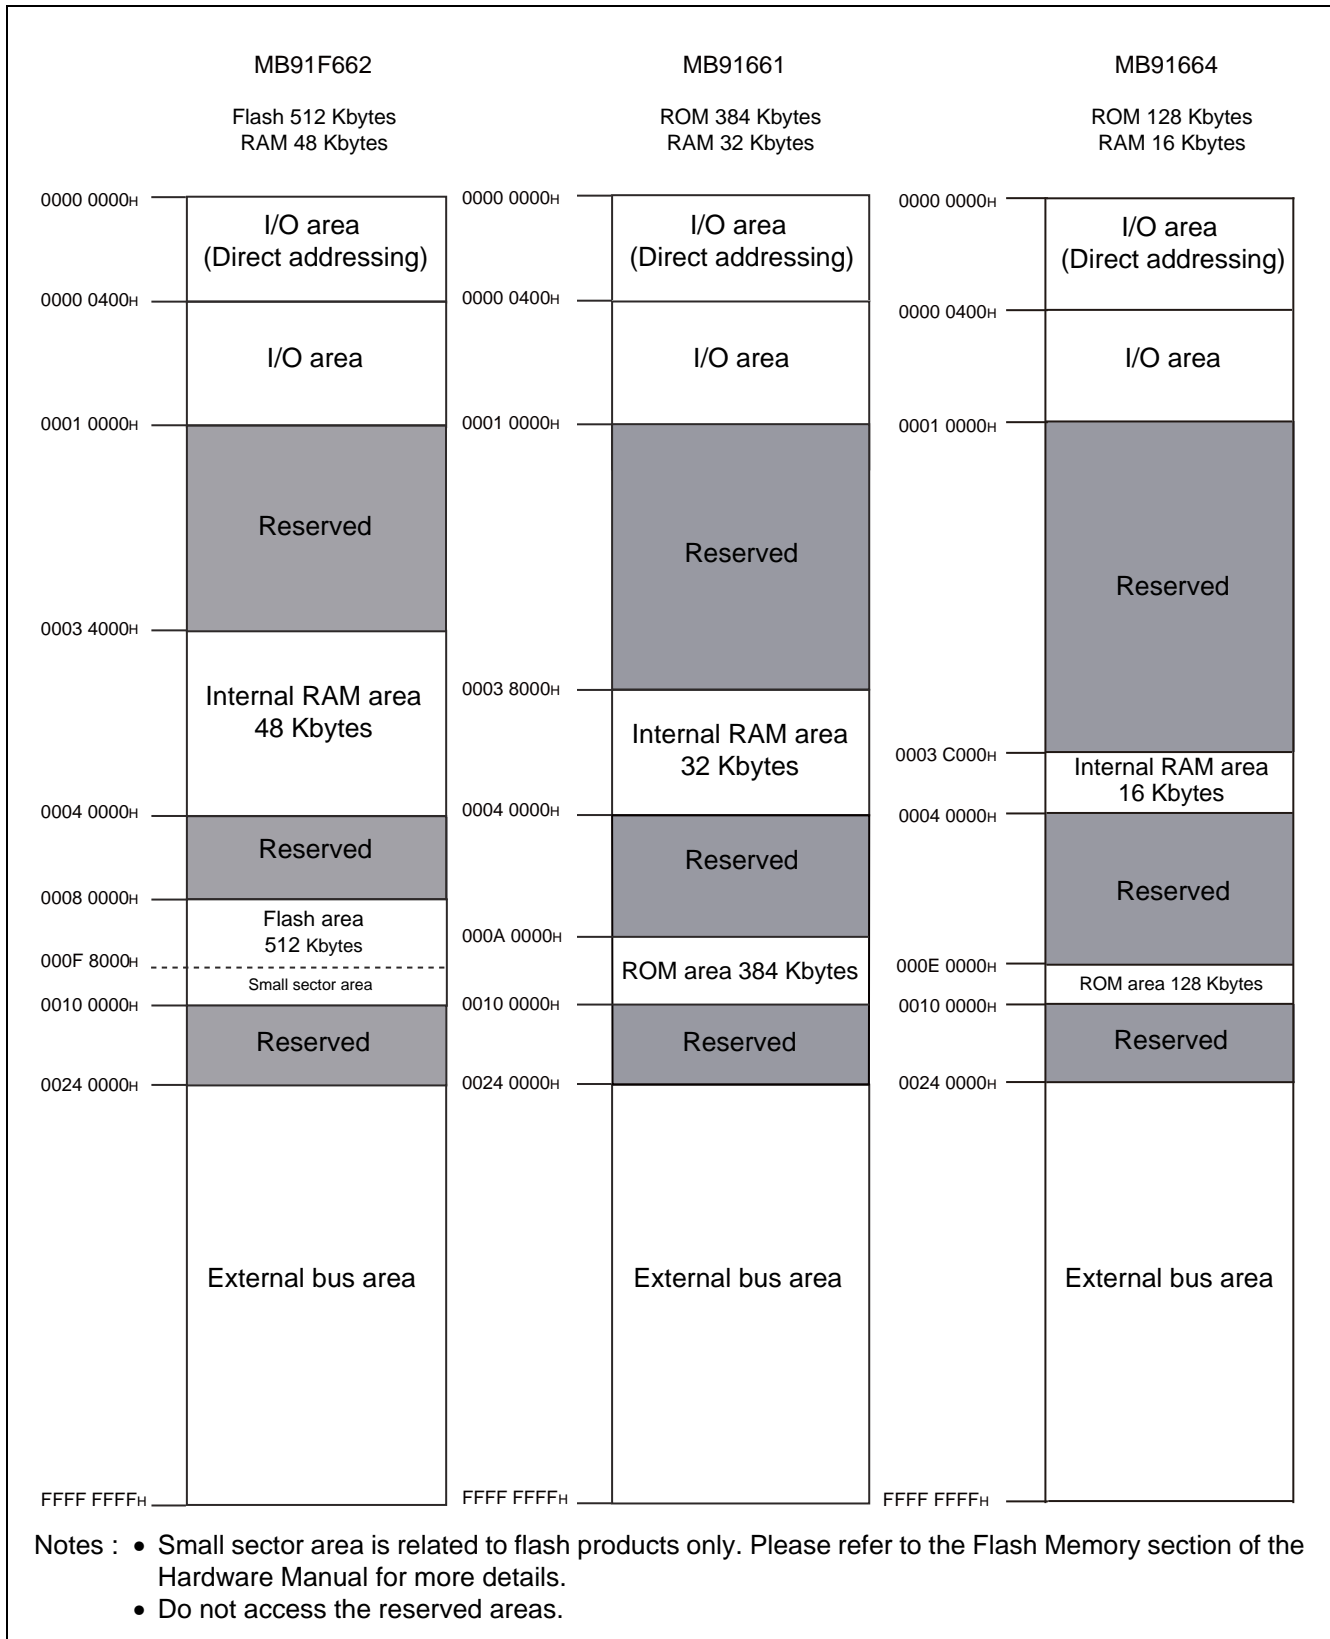 MB91F662
Flash 512 Kbytes
RAM 48 Kbytes
0000 0000H
I/O area
(Direct addressing)
0000 0400H
I/O area
0001 0000H
Reserved
0003 4000H
Internal RAM area
48 Kbytes
0004 0000H
Reserved
0008 0000H
Flash area
512 Kbytes
000F 8000H
Small sector area
0010 0000H
Reserved
0024 0000H
External bus area
FFFF FFFFH
MB91661
ROM 384 Kbytes
RAM 32 Kbytes
0000 0000H
I/O area
(Direct addressing)
0000 0400H
I/O area
0001 0000H
Reserved
0003 8000H
Internal RAM area
32 Kbytes
0004 0000H
Reserved
000A 0000H
ROM area 384 Kbytes
0010 0000H
Reserved
0024 0000H
External bus area
FFFF FFFFH
MB91664
ROM 128 Kbytes
RAM 16 Kbytes
0000 0000H
I/O area
(Direct addressing)
0000 0400H
I/O area
0001 0000H
Reserved
0003 C000H
Internal RAM area
16 Kbytes
0004 0000H
Reserved
000E 0000H
ROM area 128 Kbytes
0010 0000H
Reserved
0024 0000H
External bus area
FFFF FFFFH
Notes : • Small sector area is related to flash products only. Please refer to the Flash Memory section of the
Hardware Manual for more details.
• Do not access the reserved areas.